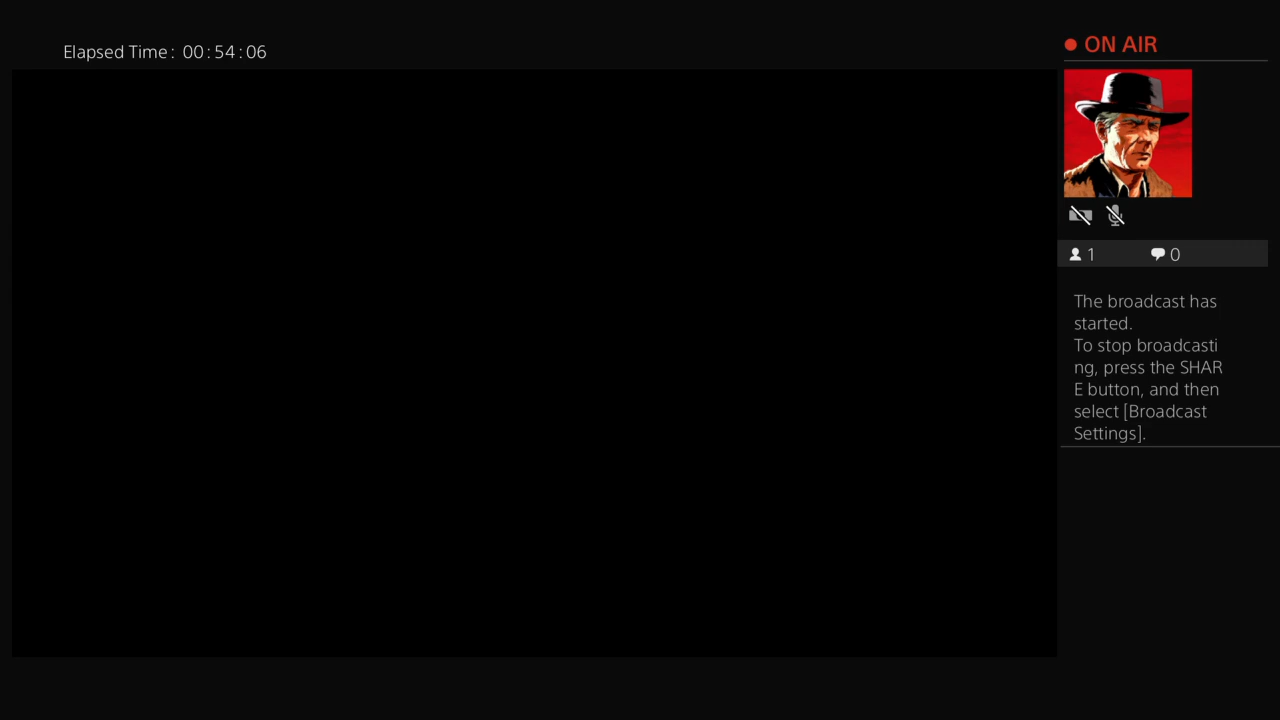 Elapsed Time: 00:54:06
ON AIR
1
0
The broadcast has
started.
To stop broadcasti
ng, press the SHAR
E button, and then
select [Broadcast
Settings].